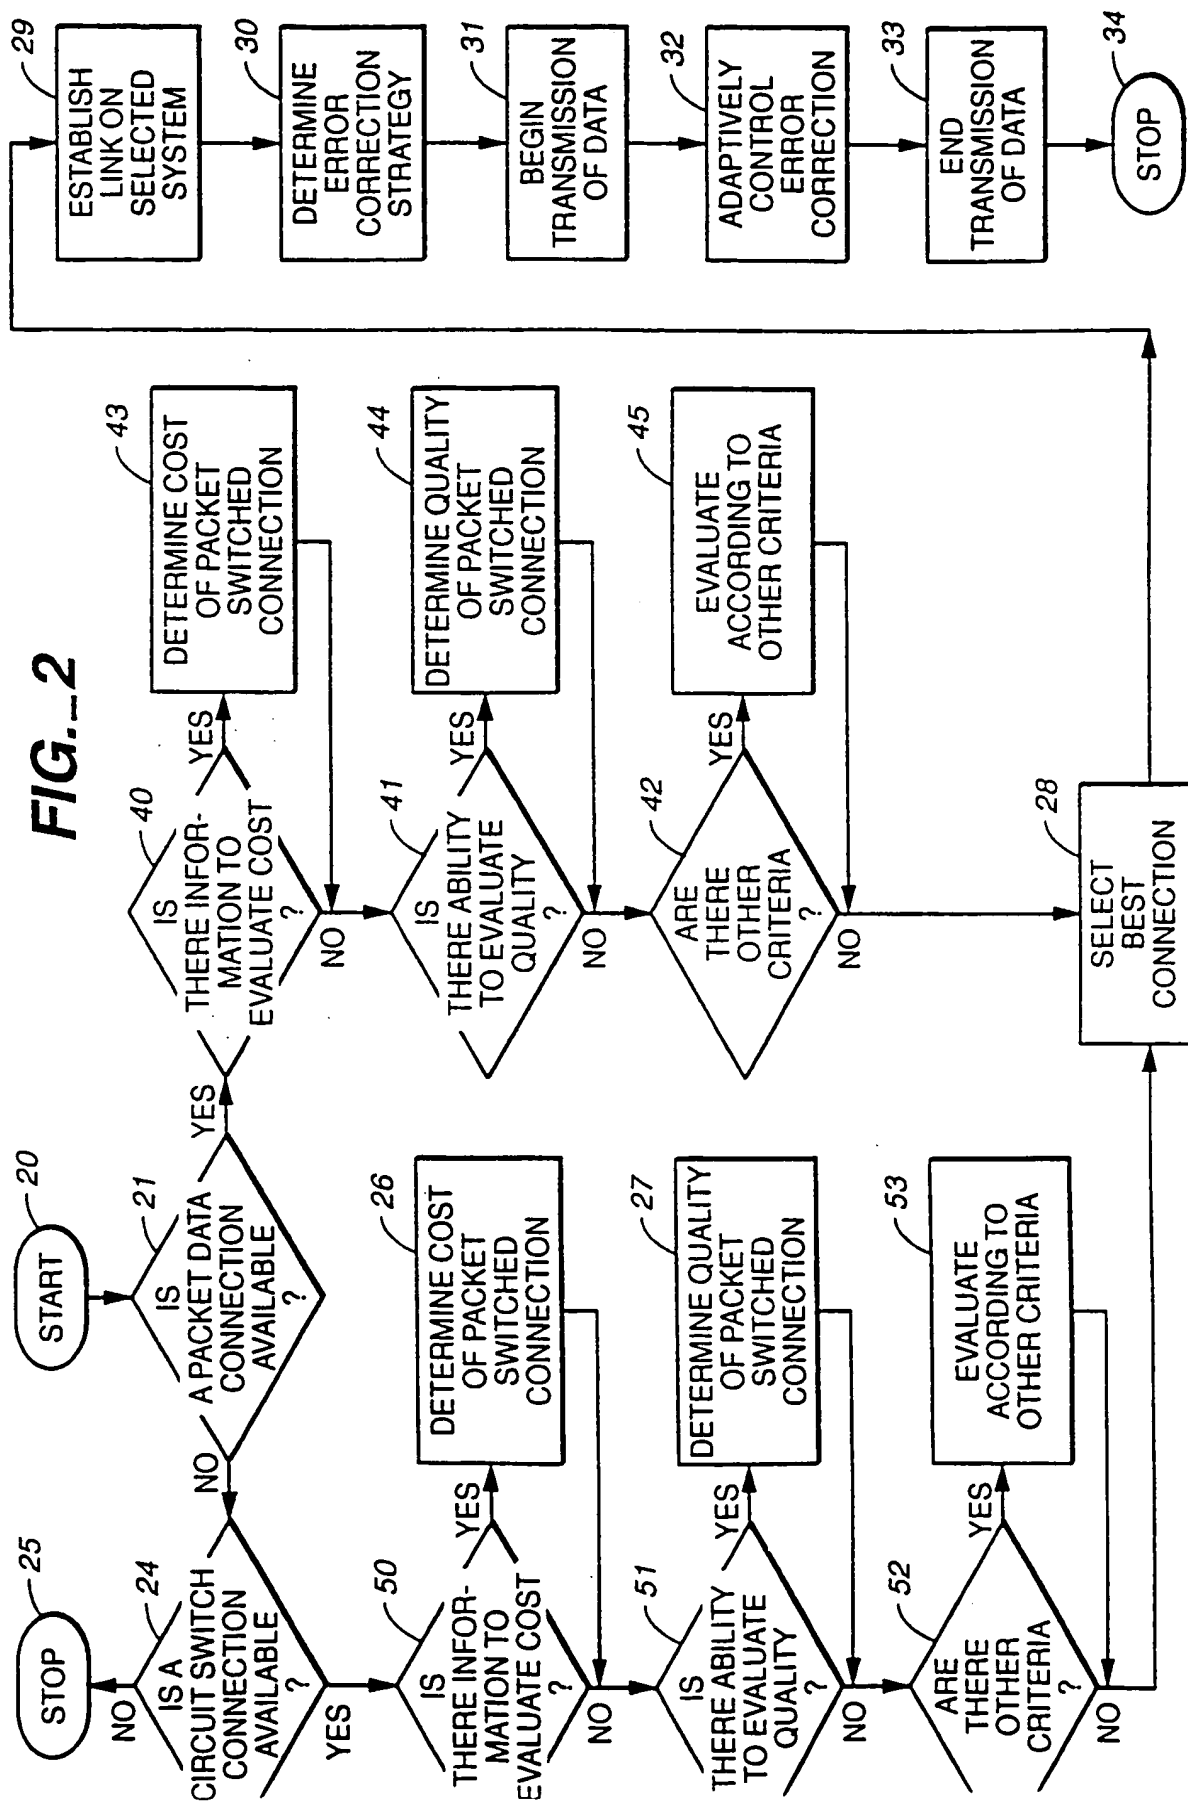 FIG._2
START
20
IS
A PACKET DATA
CONNECTION
AVAILABLE
?
21
YES
NO
IS A
CIRCUIT SWITCH
CONNECTION
AVAILABLE
?
24
NO
YES
STOP
25
IS
THERE INFOR-
MATION TO
EVALUATE COST
?
50
YES
NO
DETERMINE COST
OF PACKET
SWITCHED
CONNECTION
26
IS
THERE ABILITY
TO EVALUATE
QUALITY
?
51
YES
NO
DETERMINE QUALITY
OF PACKET
SWITCHED
CONNECTION
27
ARE
THERE
OTHER
CRITERIA
?
52
YES
NO
EVALUATE
ACCORDING TO
OTHER CRITERIA
53
IS
THERE INFOR-
MATION TO
EVALUATE COST
?
40
YES
NO
DETERMINE COST
OF PACKET
SWITCHED
CONNECTION
43
IS
THERE ABILITY
TO EVALUATE
QUALITY
?
41
YES
NO
DETERMINE QUALITY
OF PACKET
SWITCHED
CONNECTION
44
ARE
THERE
OTHER
CRITERIA
?
42
YES
NO
EVALUATE
ACCORDING TO
OTHER CRITERIA
45
SELECT
BEST
CONNECTION
28
ESTABLISH
LINK ON
SELECTED
SYSTEM
29
DETERMINE
ERROR
CORRECTION
STRATEGY
30
BEGIN
TRANSMISSION
OF DATA
31
ADAPTIVELY
CONTROL
ERROR
CORRECTION
32
END
TRANSMISSION
OF DATA
33
STOP
34